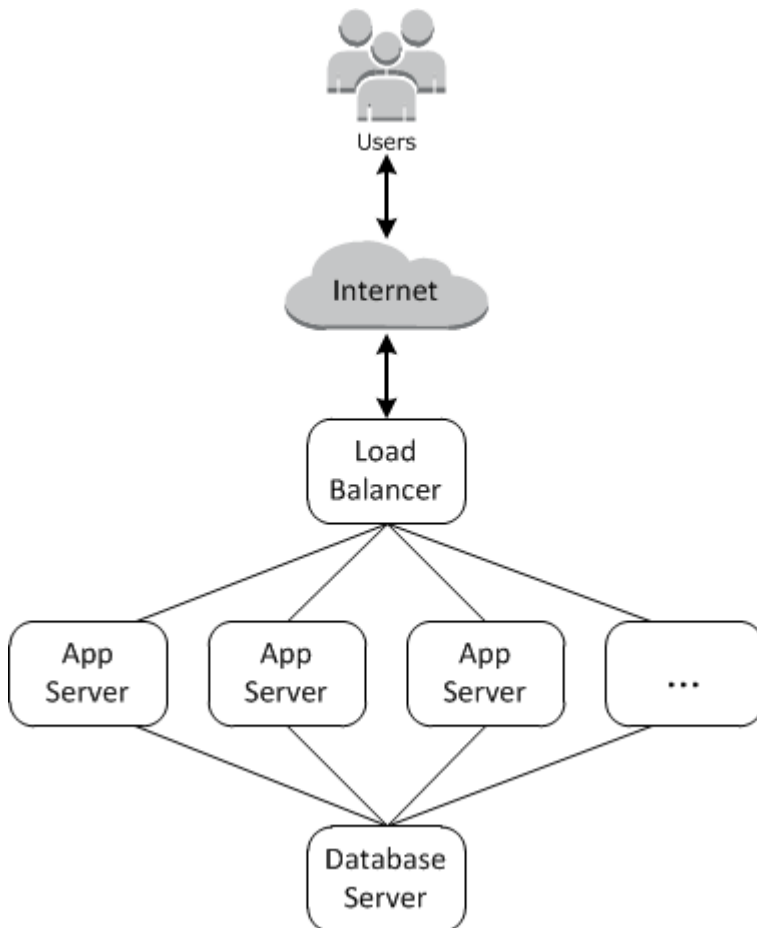 Users
Internet
Load
Balancer
App
Server
App
Server
App
Server
...
Database
Server